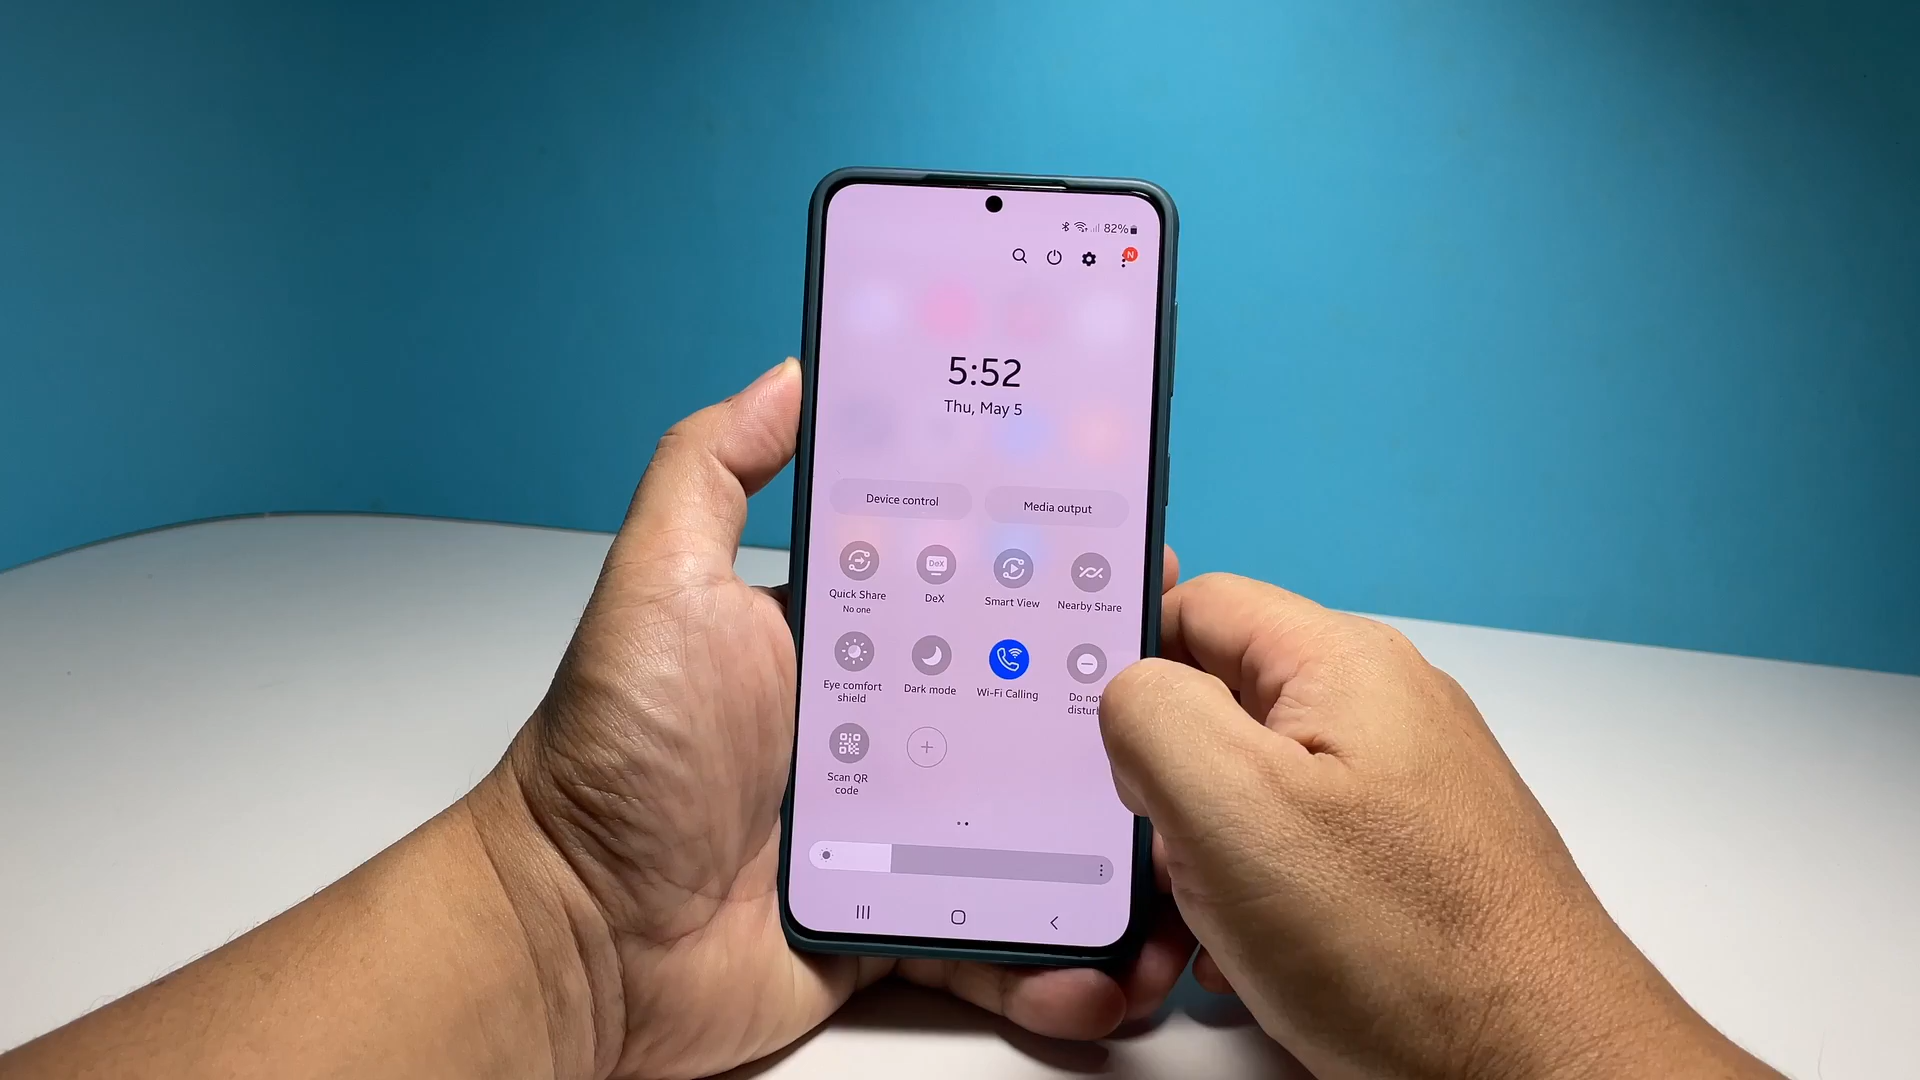 82%
N
5:52
Thu, May 5
Device control
Media output
DeX
Quick Share
No one
DeX
Smart View
Nearby Share
Eye comfort
shield
Dark mode
Wi-Fi Calling
Do not
disturb
Scan QR
code